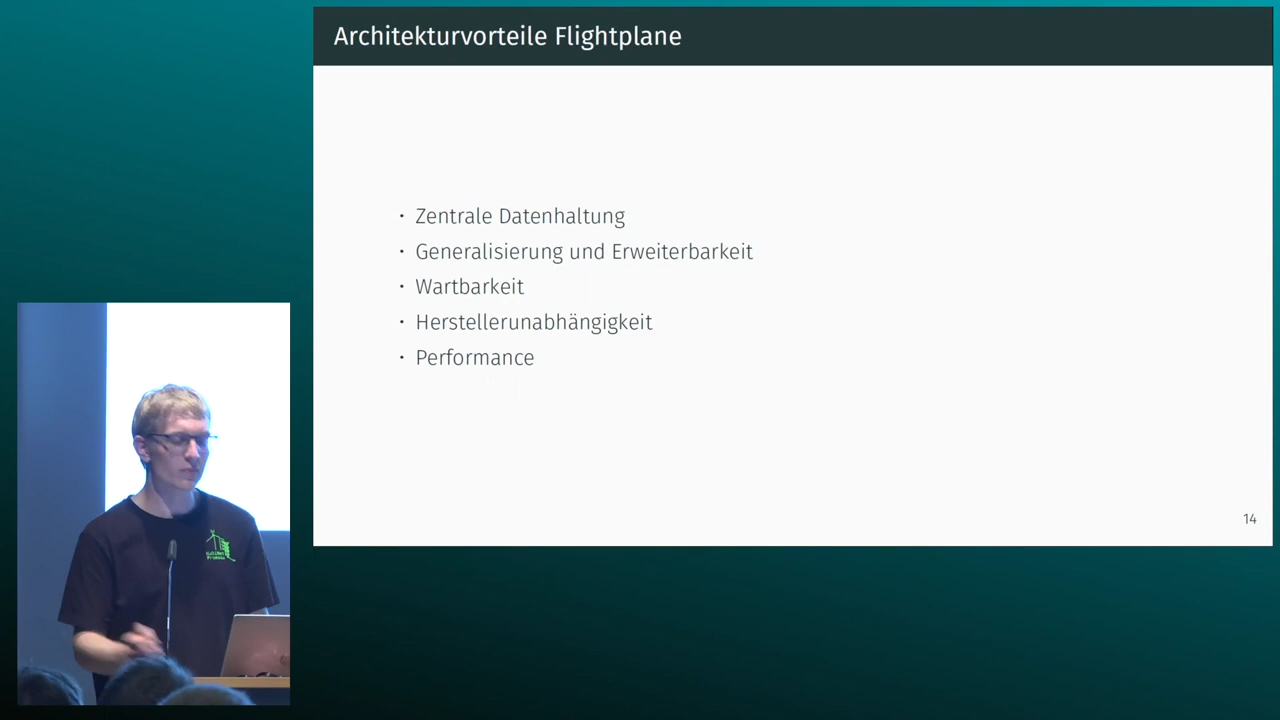 Architekturvorteile Flightplane
· Zentrale Datenhaltung
· Generalisierung und Erweiterbarkeit
· Wartbarkeit
· Herstellerunabhängigkeit
· Performance
14